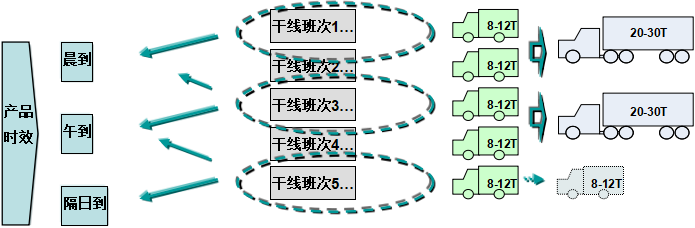 产品
时效
晨到
午到
隔日到
干线班次1...
干线班次2...
干线班次3...
干线班次4...
干线班次5...
8-12T
8-12T
8-12T
8-12T
8-12T
20-30T
20-30T
8-12T